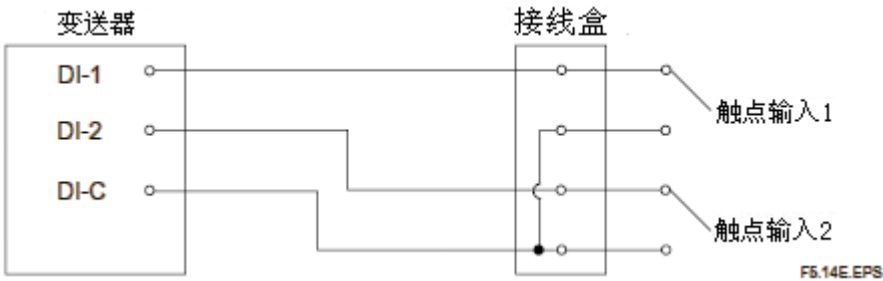 变送器
接线盒
DI-1
触点输入1
DI-2
DI-C
触点输入2
F5.14E.EPS